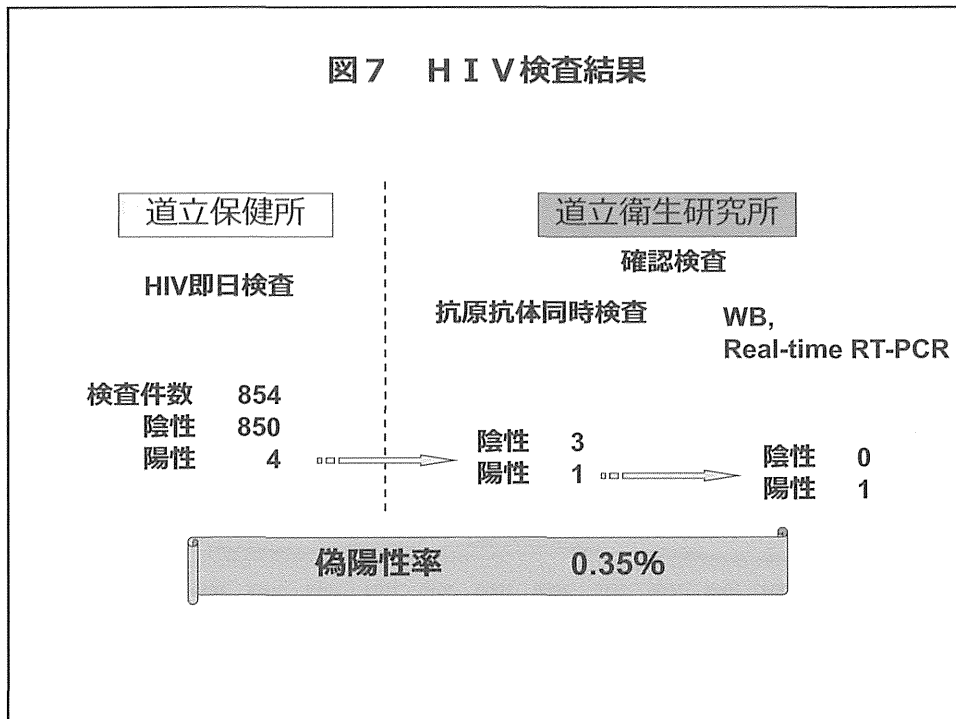 図7 HIV検査結果
道立保健所
HIV即日検査
検査件数 854
陰性 850
陽性 4
道立衛生研究所
確認検査
抗原抗体同時検査
陰性 3
陽性 1
WB,
Real-time RT-PCR
陰性 0
陽性 1
偽陽性率 0.35%